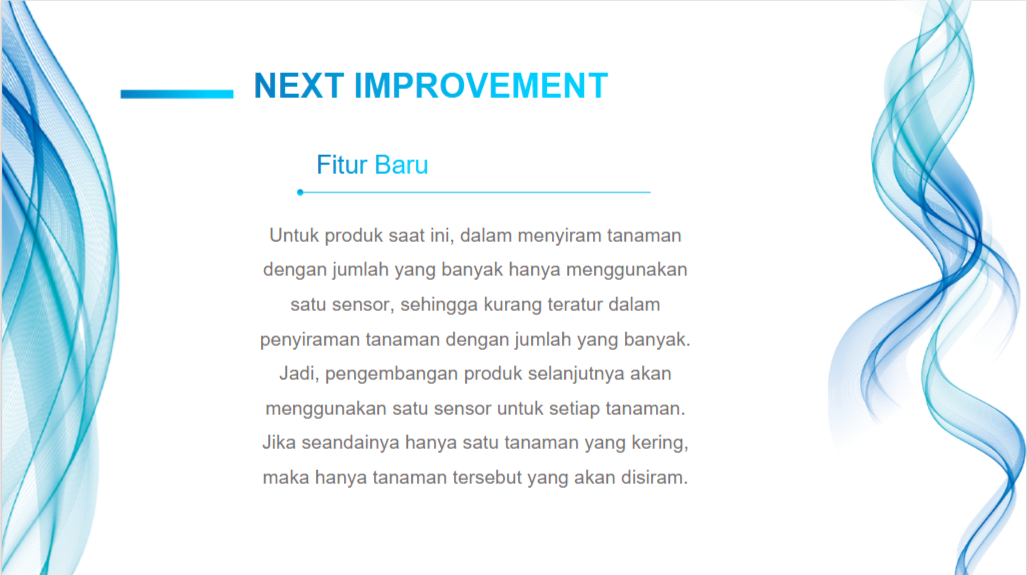 NEXT IMPROVEMENT
Fitur Baru
Untuk produk saat ini, dalam menyiram tanaman
dengan jumlah yang banyak hanya menggunakan
satu sensor, sehingga kurang teratur dalam
penyiraman tanaman dengan jumlah yang banyak.
Jadi, pengembangan produk selanjutnya akan
menggunakan satu sensor untuk setiap tanaman.
Jika seandainya hanya satu tanaman yang kering,
maka hanya tanaman tersebut yang akan disiram.